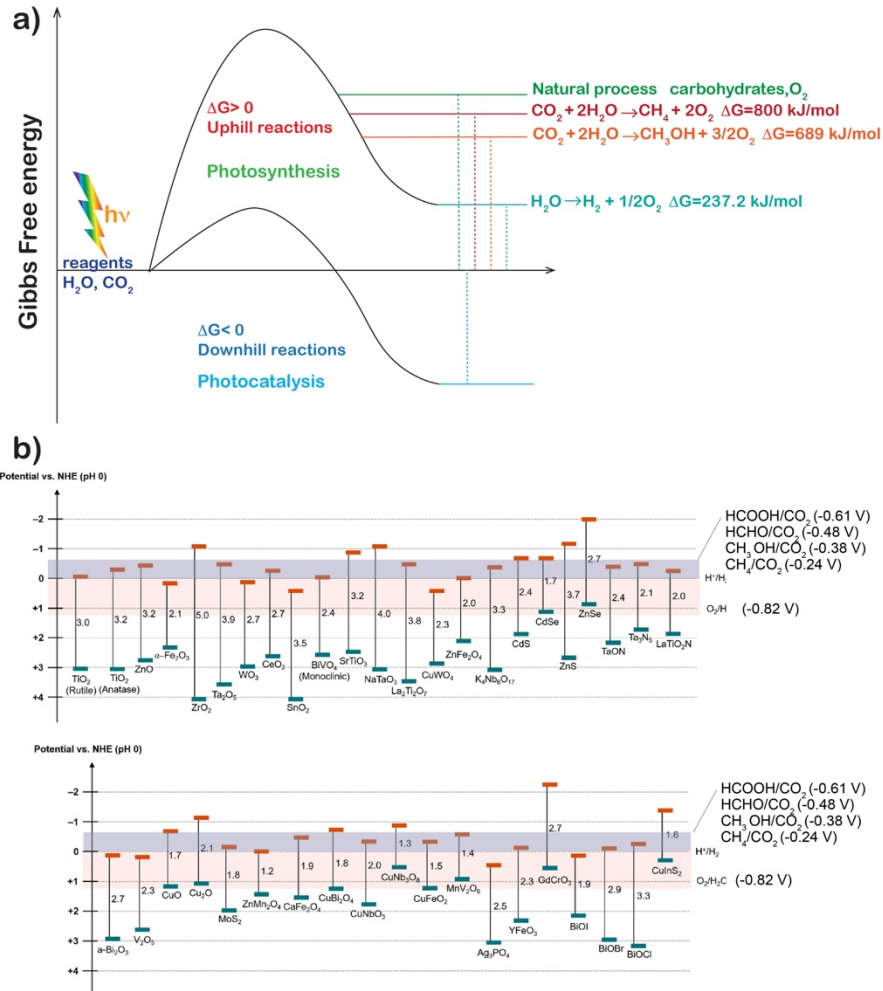 a)
Gibbs Free energy
hν
reagents
H₂O, CO₂
ΔG> 0
Uphill reactions
Photosynthesis
ΔG< 0
Downhill reactions
Photocatalysis
Natural process carbohydrates,O₂
CO₂ + 2H₂O →CH₄ + 2O₂ ΔG=800 kJ/mol
CO₂ + 2H₂O →CH₃OH + 3/2O₂ ΔG=689 kJ/mol
H₂O →H₂ + 1/2O₂ ΔG=237.2 kJ/mol
b)
Potential vs. NHE (pH 0)
−2
−1
0
+1
+2
+3
+4
3.0
TiO₂
(Rutile)
3.2
TiO₂
(Anatase)
3.2
ZnO
2.1
α–Fe₂O₃
5.0
ZrO₂
3.9
Ta₂O₅
2.7
WO₃
2.7
CeO₂
3.5
SnO₂
2.4
BiVO₄
(Monoclinic)
3.2
SrTiO₃
4.0
NaTaO₃
3.8
La₂Ti₂O₇
2.3
CuWO₄
2.0
ZnFe₂O₄
3.3
K₄Nb₆O₁₇
2.4
CdS
1.7
CdSe
3.7
ZnS
2.7
ZnSe
2.4
TaON
2.1
Ta₃N₅
2.0
LaTiO₂N
HCOOH/CO₂ (-0.61 V)
HCHO/CO₂ (-0.48 V)
CH₃ OH/CO₂ (-0.38 V)
CH₄/CO₂ (-0.24 V)
H⁺/H₂
O₂/H (-0.82 V)
Potential vs. NHE (pH 0)
−2
−1
0
+1
+2
+3
+4
2.7
a-Bi₂O₃
2.3
V₂O₅
1.7
CuO
2.1
Cu₂O
1.8
MoS₂
1.2
ZnMn₂O₄
1.9
CaFe₂O₄
1.8
CuBi₂O₄
2.0
CuNbO₃
1.3
CuNb₃O₈
1.5
CuFeO₂
1.4
MnV₂O₆
2.5
Ag₃PO₄
2.3
YFeO₃
2.7
GdCrO₃
1.9
BiOI
2.9
BiOBr
3.3
BiOCl
1.6
CuInS₂
HCOOH/CO₂ (-0.61 V)
HCHO/CO₂ (-0.48 V)
CH₃ OH/CO₂ (-0.38 V)
CH₄/CO₂ (-0.24 V)
H⁺/H₂
O₂/H₂C (-0.82 V)